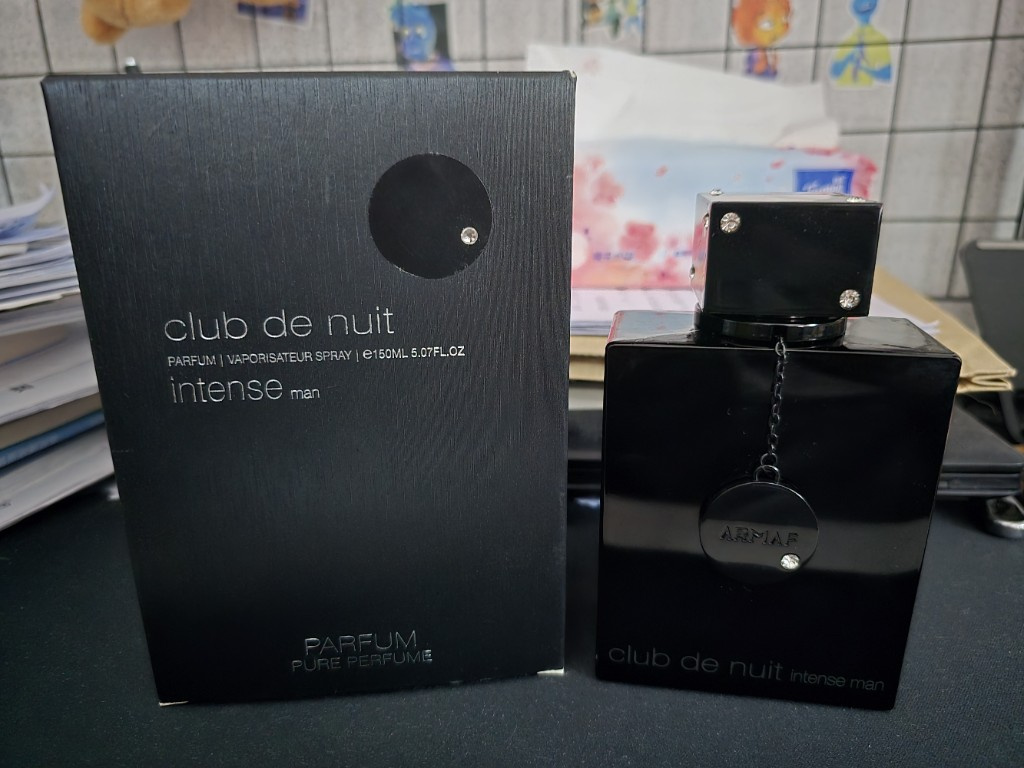 club de nuit
PARFUM | VAPORISATEUR SPRAY | e150ML 5.07FL.OZ
intense man
PARFUM
PURE PERFUME
ARMAF
club de nuit intense man